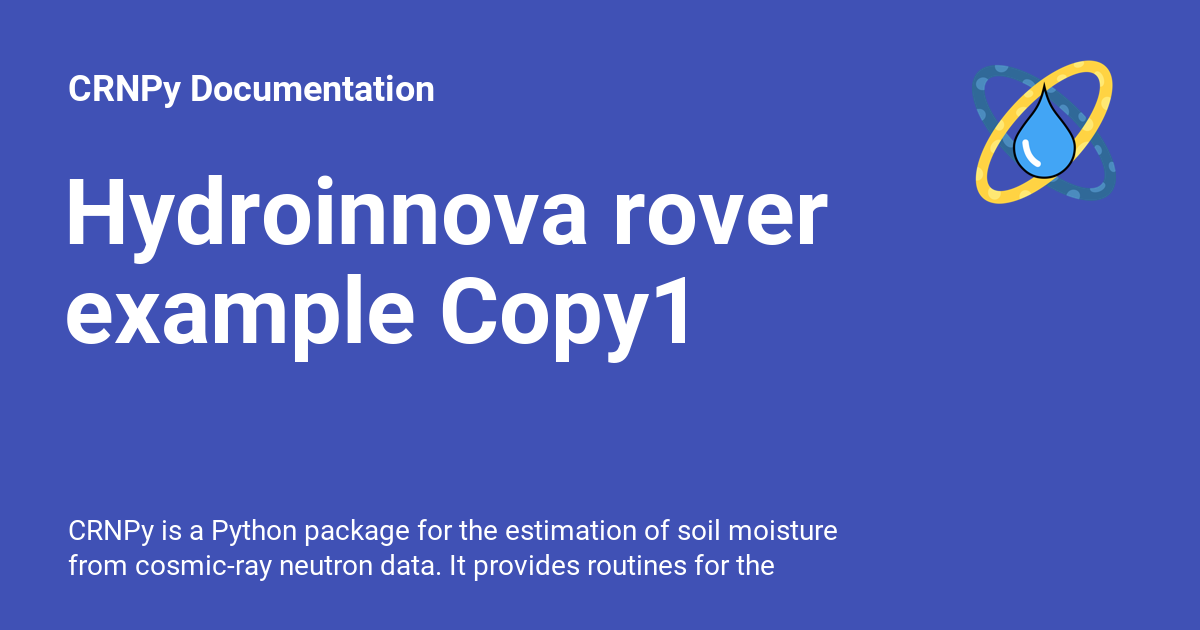 CRNPy Documentation
Hydroinnova rover
example Copy1
CRNPy is a Python package for the estimation of soil moisture
from cosmic-ray neutron data. It provides routines for the